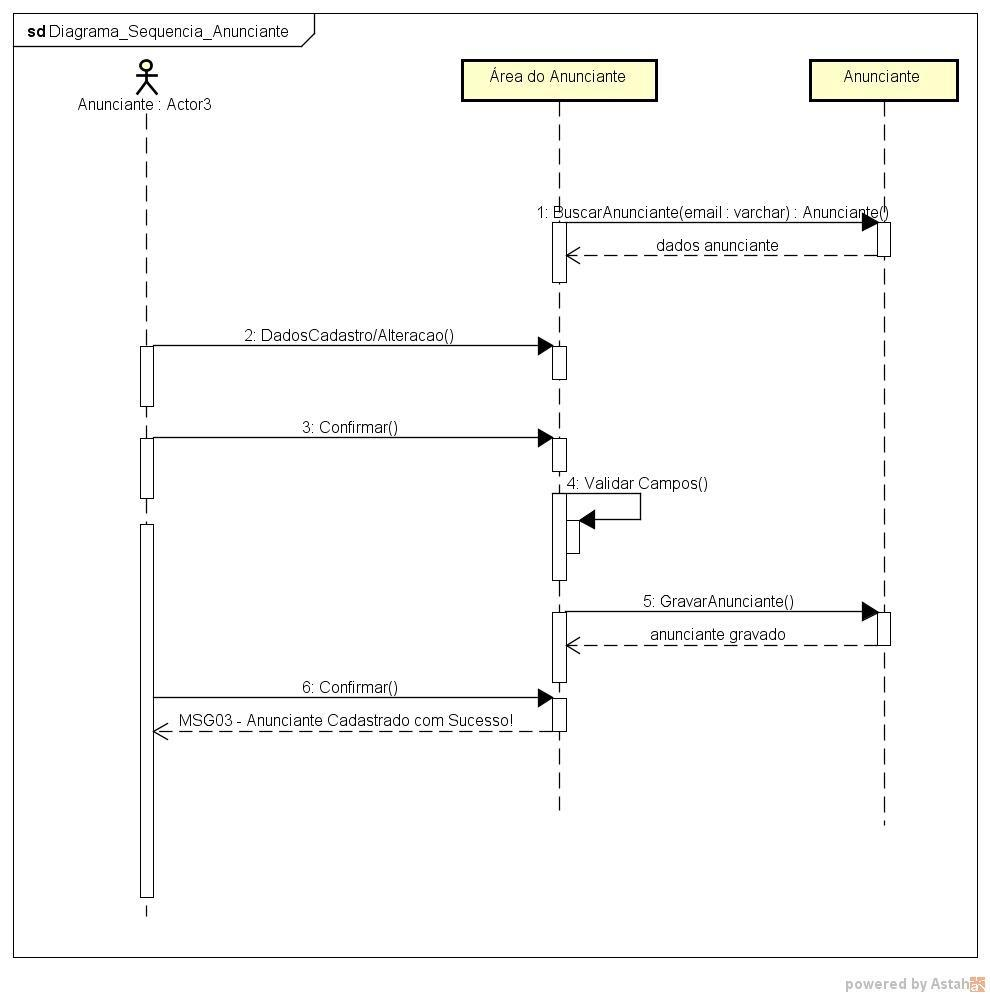 sd Diagrama_Sequencia_Anunciante
Anunciante : Actor3
Área do Anunciante
Anunciante
1: BuscarAnunciante(email : varchar) : Anunciante()
dados anunciante
2: DadosCadastro/Alteracao()
3: Confirmar()
4: Validar Campos()
5: GravarAnunciante()
anunciante gravado
6: Confirmar()
MSG03 - Anunciante Cadastrado com Sucesso!
powered by Astah